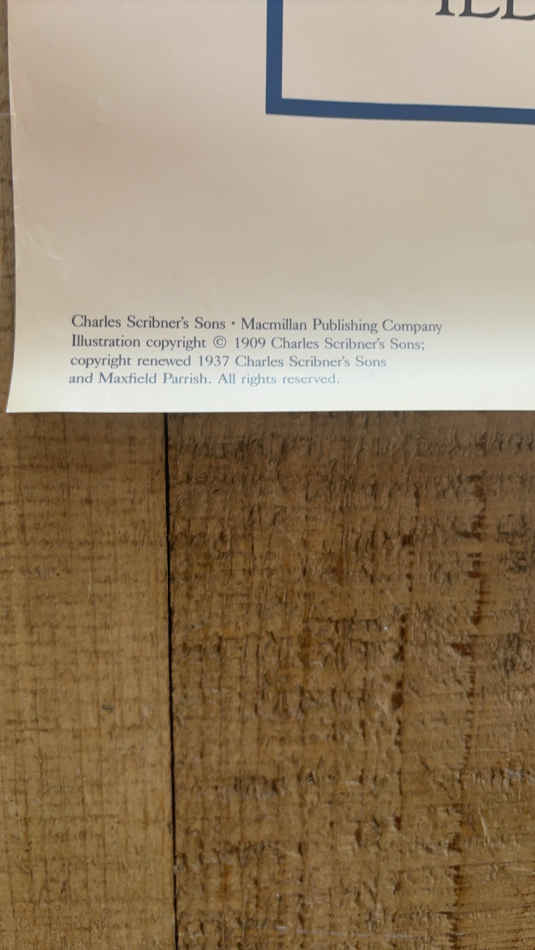 Charles Scribner's Sons · Macmillan Publishing Company
Illustration copyright © 1909 Charles Scribner's Sons;
copyright renewed 1937 Charles Scribner's Sons
and Maxfield Parrish. All rights reserved.